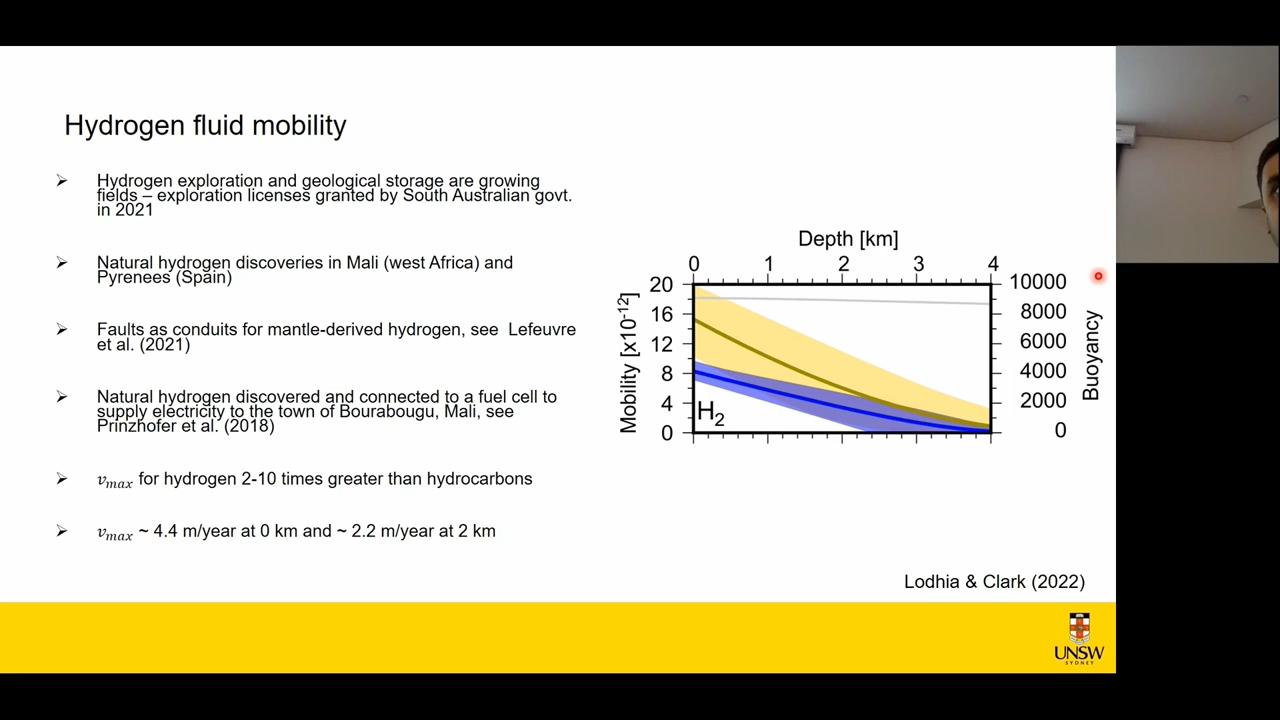 Hydrogen fluid mobility
➢ Hydrogen exploration and geological storage are growing
fields – exploration licenses granted by South Australian govt.
in 2021
➢ Natural hydrogen discoveries in Mali (west Africa) and
Pyrenees (Spain)
➢ Faults as conduits for mantle-derived hydrogen, see Lefeuvre
et al. (2021)
➢ Natural hydrogen discovered and connected to a fuel cell to
supply electricity to the town of Bourabougu, Mali, see
Prinzhofer et al. (2018)
➢ vmax for hydrogen 2-10 times greater than hydrocarbons
➢ vmax ~ 4.4 m/year at 0 km and ~ 2.2 m/year at 2 km
Depth [km]
0 1 2 3 4
Mobility [x10-12]
20
16
12
8
4
0
H2
10000
8000
6000
4000
2000
0
Buoyancy
Lodhia & Clark (2022)
UNSW
SYDNEY